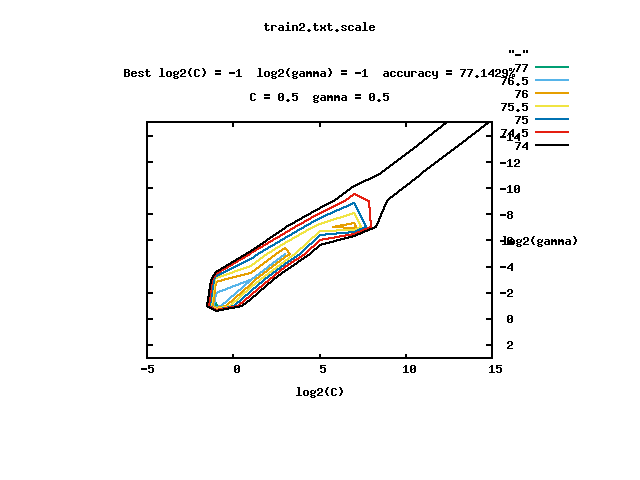 train2.txt.scale
"-"
Best log2(C) = -1  log2(gamma) = -1  accuracy = 77.1429%
77
76.5
76
C = 0.5  gamma = 0.5
75.5
75
74.5
-14
74
-12
-10
-8
-6
log2(gamma)
-4
-2
0
2
-5 0 5 10 15
log2(C)